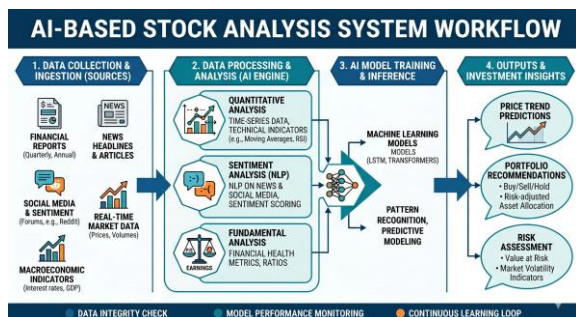 AI-BASED STOCK ANALYSIS SYSTEM WORKFLOW
1. DATA COLLECTION &
INGESTION (SOURCES)
FINANCIAL
REPORTS
(Quarterly, Annual)
NEWS
NEWS
HEADLINES
& ARTICLES
SOCIAL MEDIA
& SENTIMENT
(Forums, e.g., Reddit)
REAL-TIME
MARKET DATA
(Prices, Volumes)
MACROECONOMIC
INDICATORS
(Interest rates, GDP)
2. DATA PROCESSING &
ANALYSIS (AI ENGINE)
QUANTITATIVE
ANALYSIS
TIME-SERIES DATA,
TECHNICAL INDICATORS
(e.g., Moving Averages, RSI)
SENTIMENT
ANALYSIS (NLP)
NLP ON NEWS &
SOCIAL MEDIA,
SENTIMENT SCORING
FUNDAMENTAL
ANALYSIS
FINANCIAL HEALTH
METRICS, RATIOS
EARNINGS
3. AI MODEL TRAINING
& INFERENCE
MACHINE LEARNING
MODELS
MODELS
(LSTM, TRANSFORMERS)
PATTERN
RECOGNITION,
PREDICTIVE
MODELING
4. OUTPUTS &
INVESTMENT INSIGHTS
PRICE TREND
PREDICTIONS
PORTFOLIO
RECOMMENDATIONS
• Buy/Sell/Hold
• Risk-adjusted
Asset Allocation
RISK
ASSESSMENT
• Value at Risk
• Market Volatility
Indicators
DATA INTEGRITY CHECK
MODEL PERFORMANCE MONITORING
CONTINUOUS LEARNING LOOP